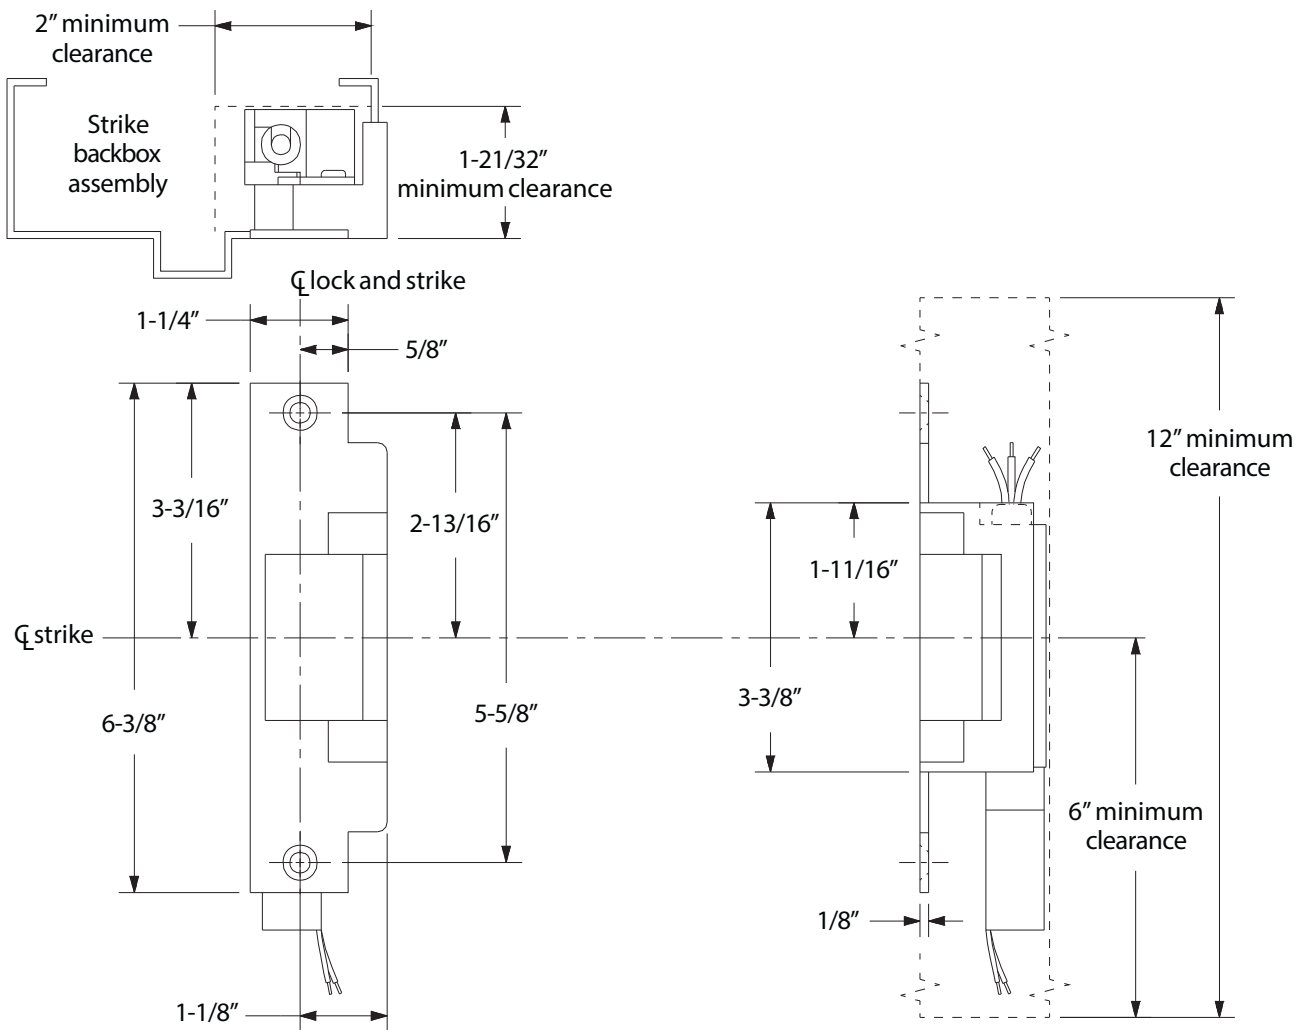 2” minimum
clearance
Strike
backbox
assembly
1-21/32”
minimum clearance
℄ lock and strike
1-1/4”
5/8”
3-3/16”
2-13/16”
℄ strike
6-3/8”
5-5/8”
1-1/8”
12” minimum
clearance
1-11/16”
3-3/8”
6” minimum
clearance
1/8”